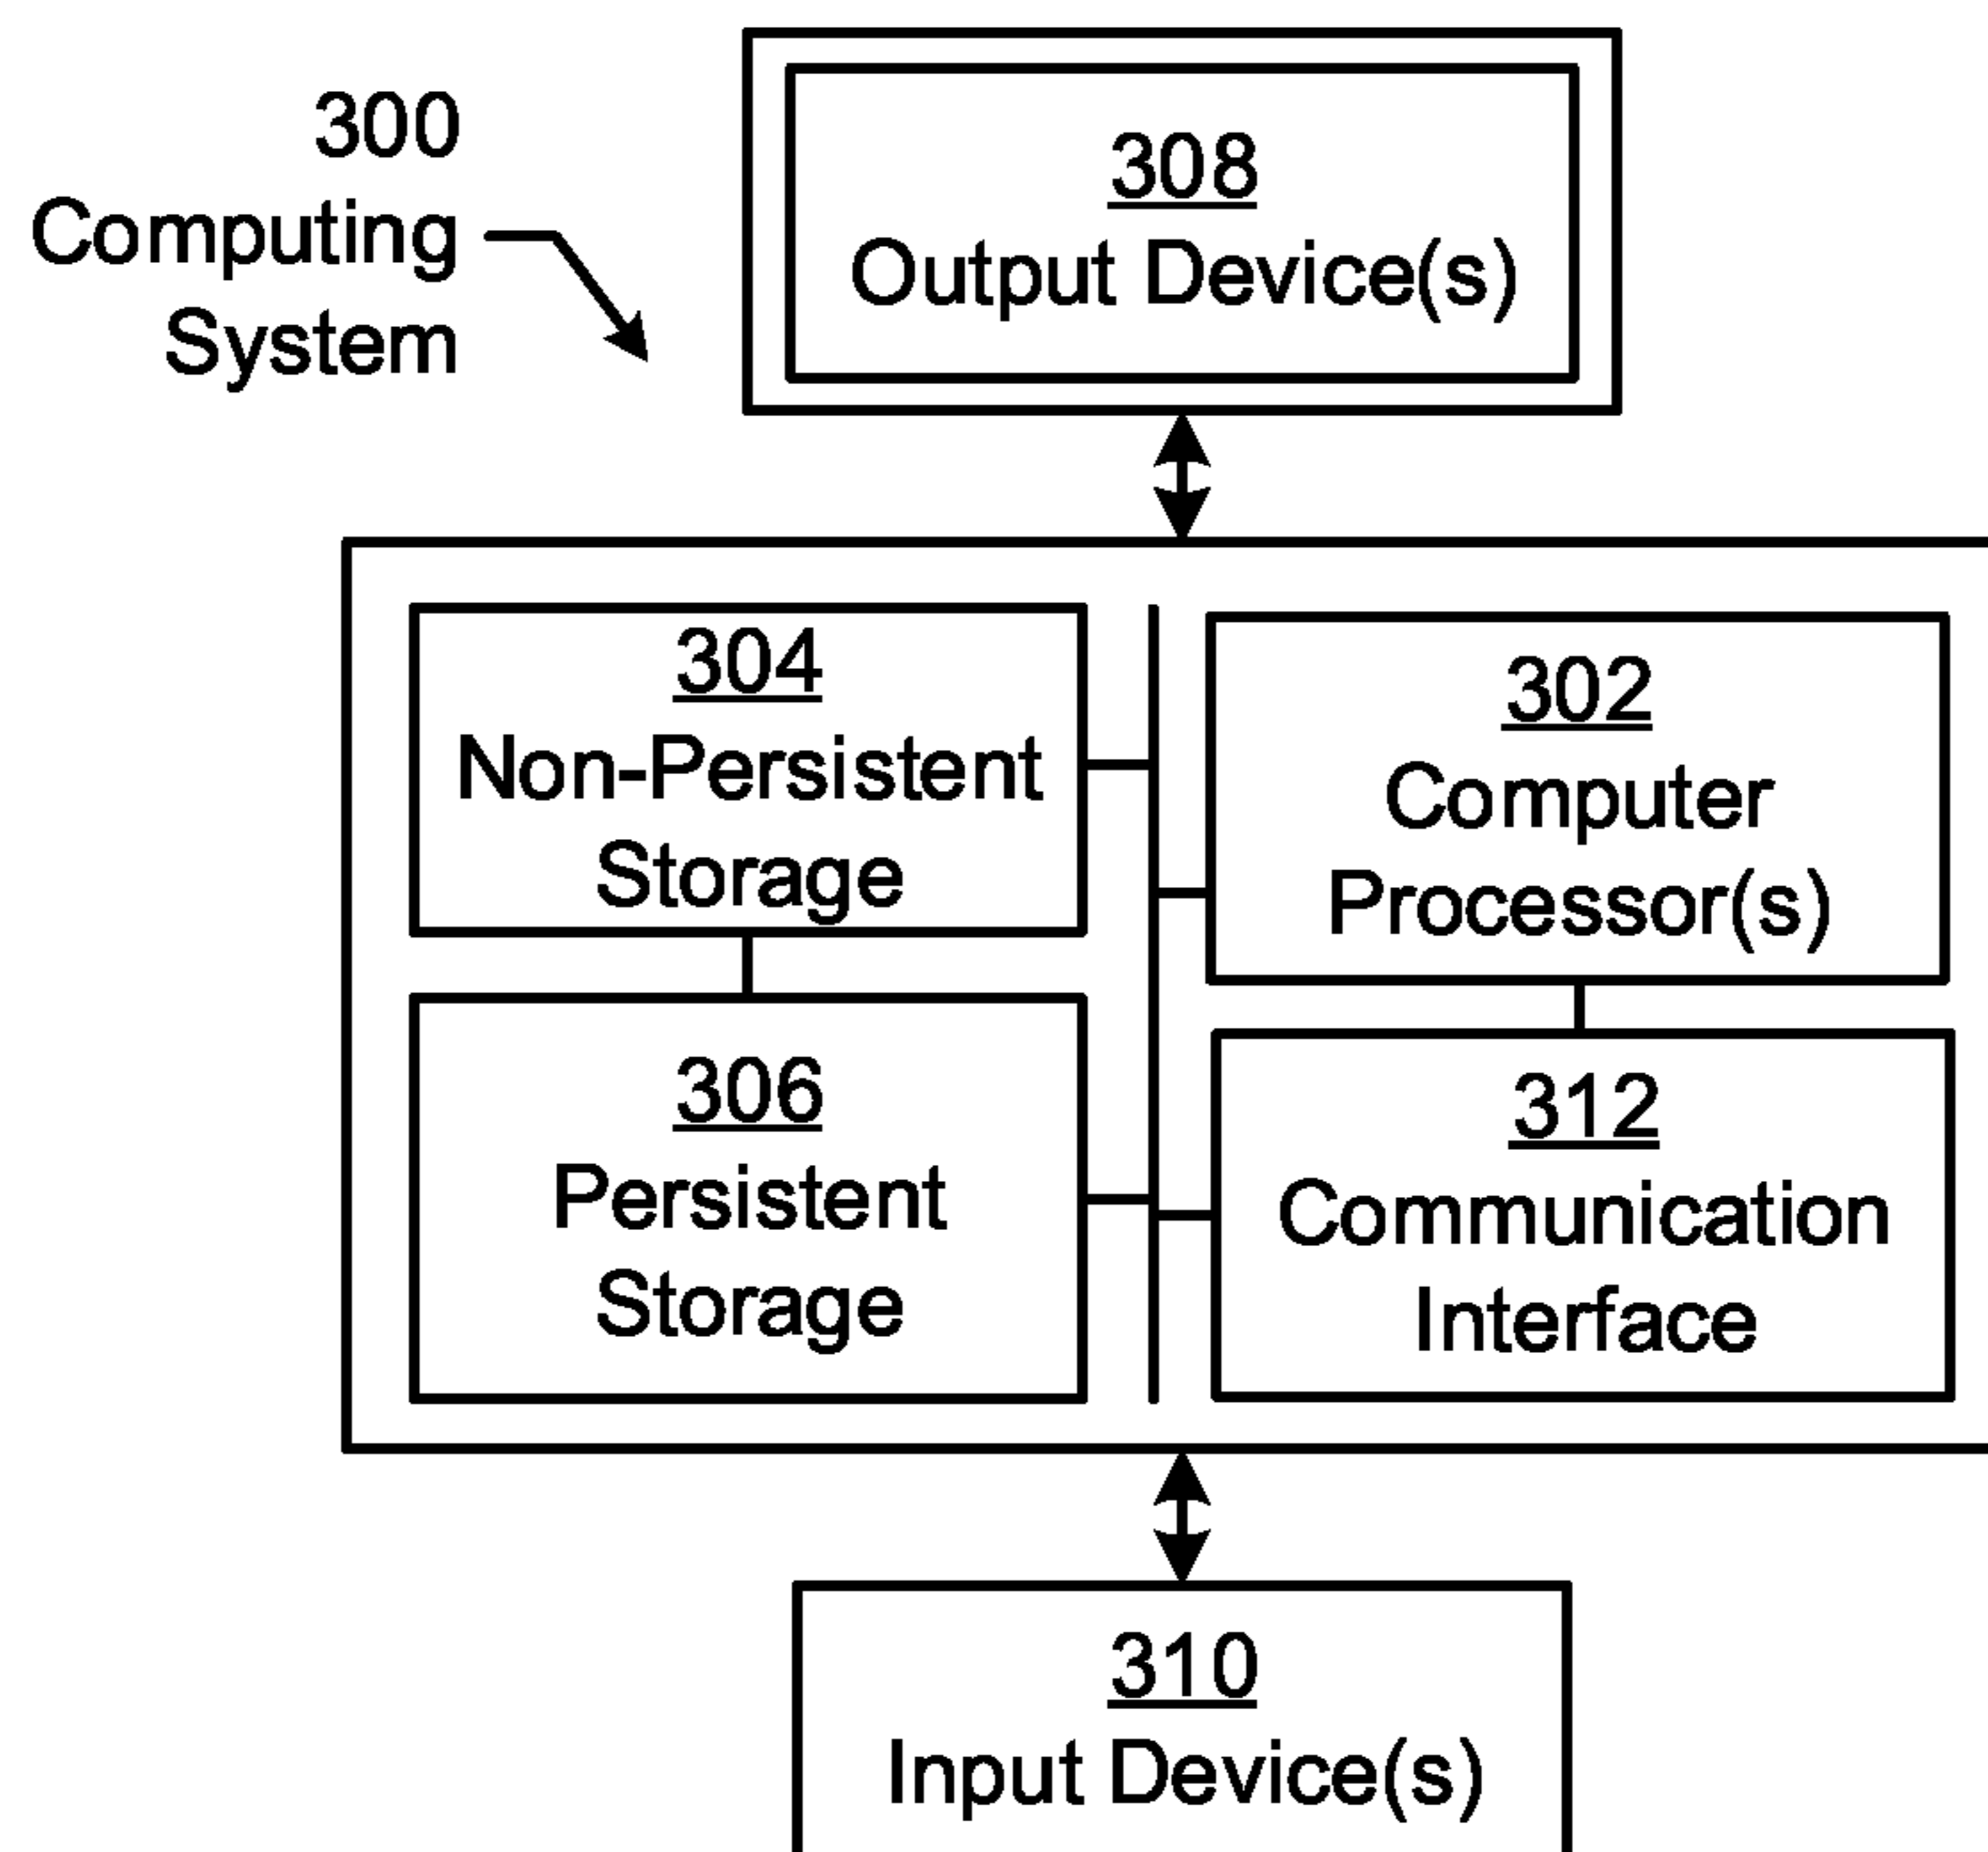 300
Computing
System
308
Output Device(s)
304
Non-Persistent
Storage
302
Computer
Processor(s)
306
Persistent
Storage
312
Communication
Interface
310
Input Device(s)